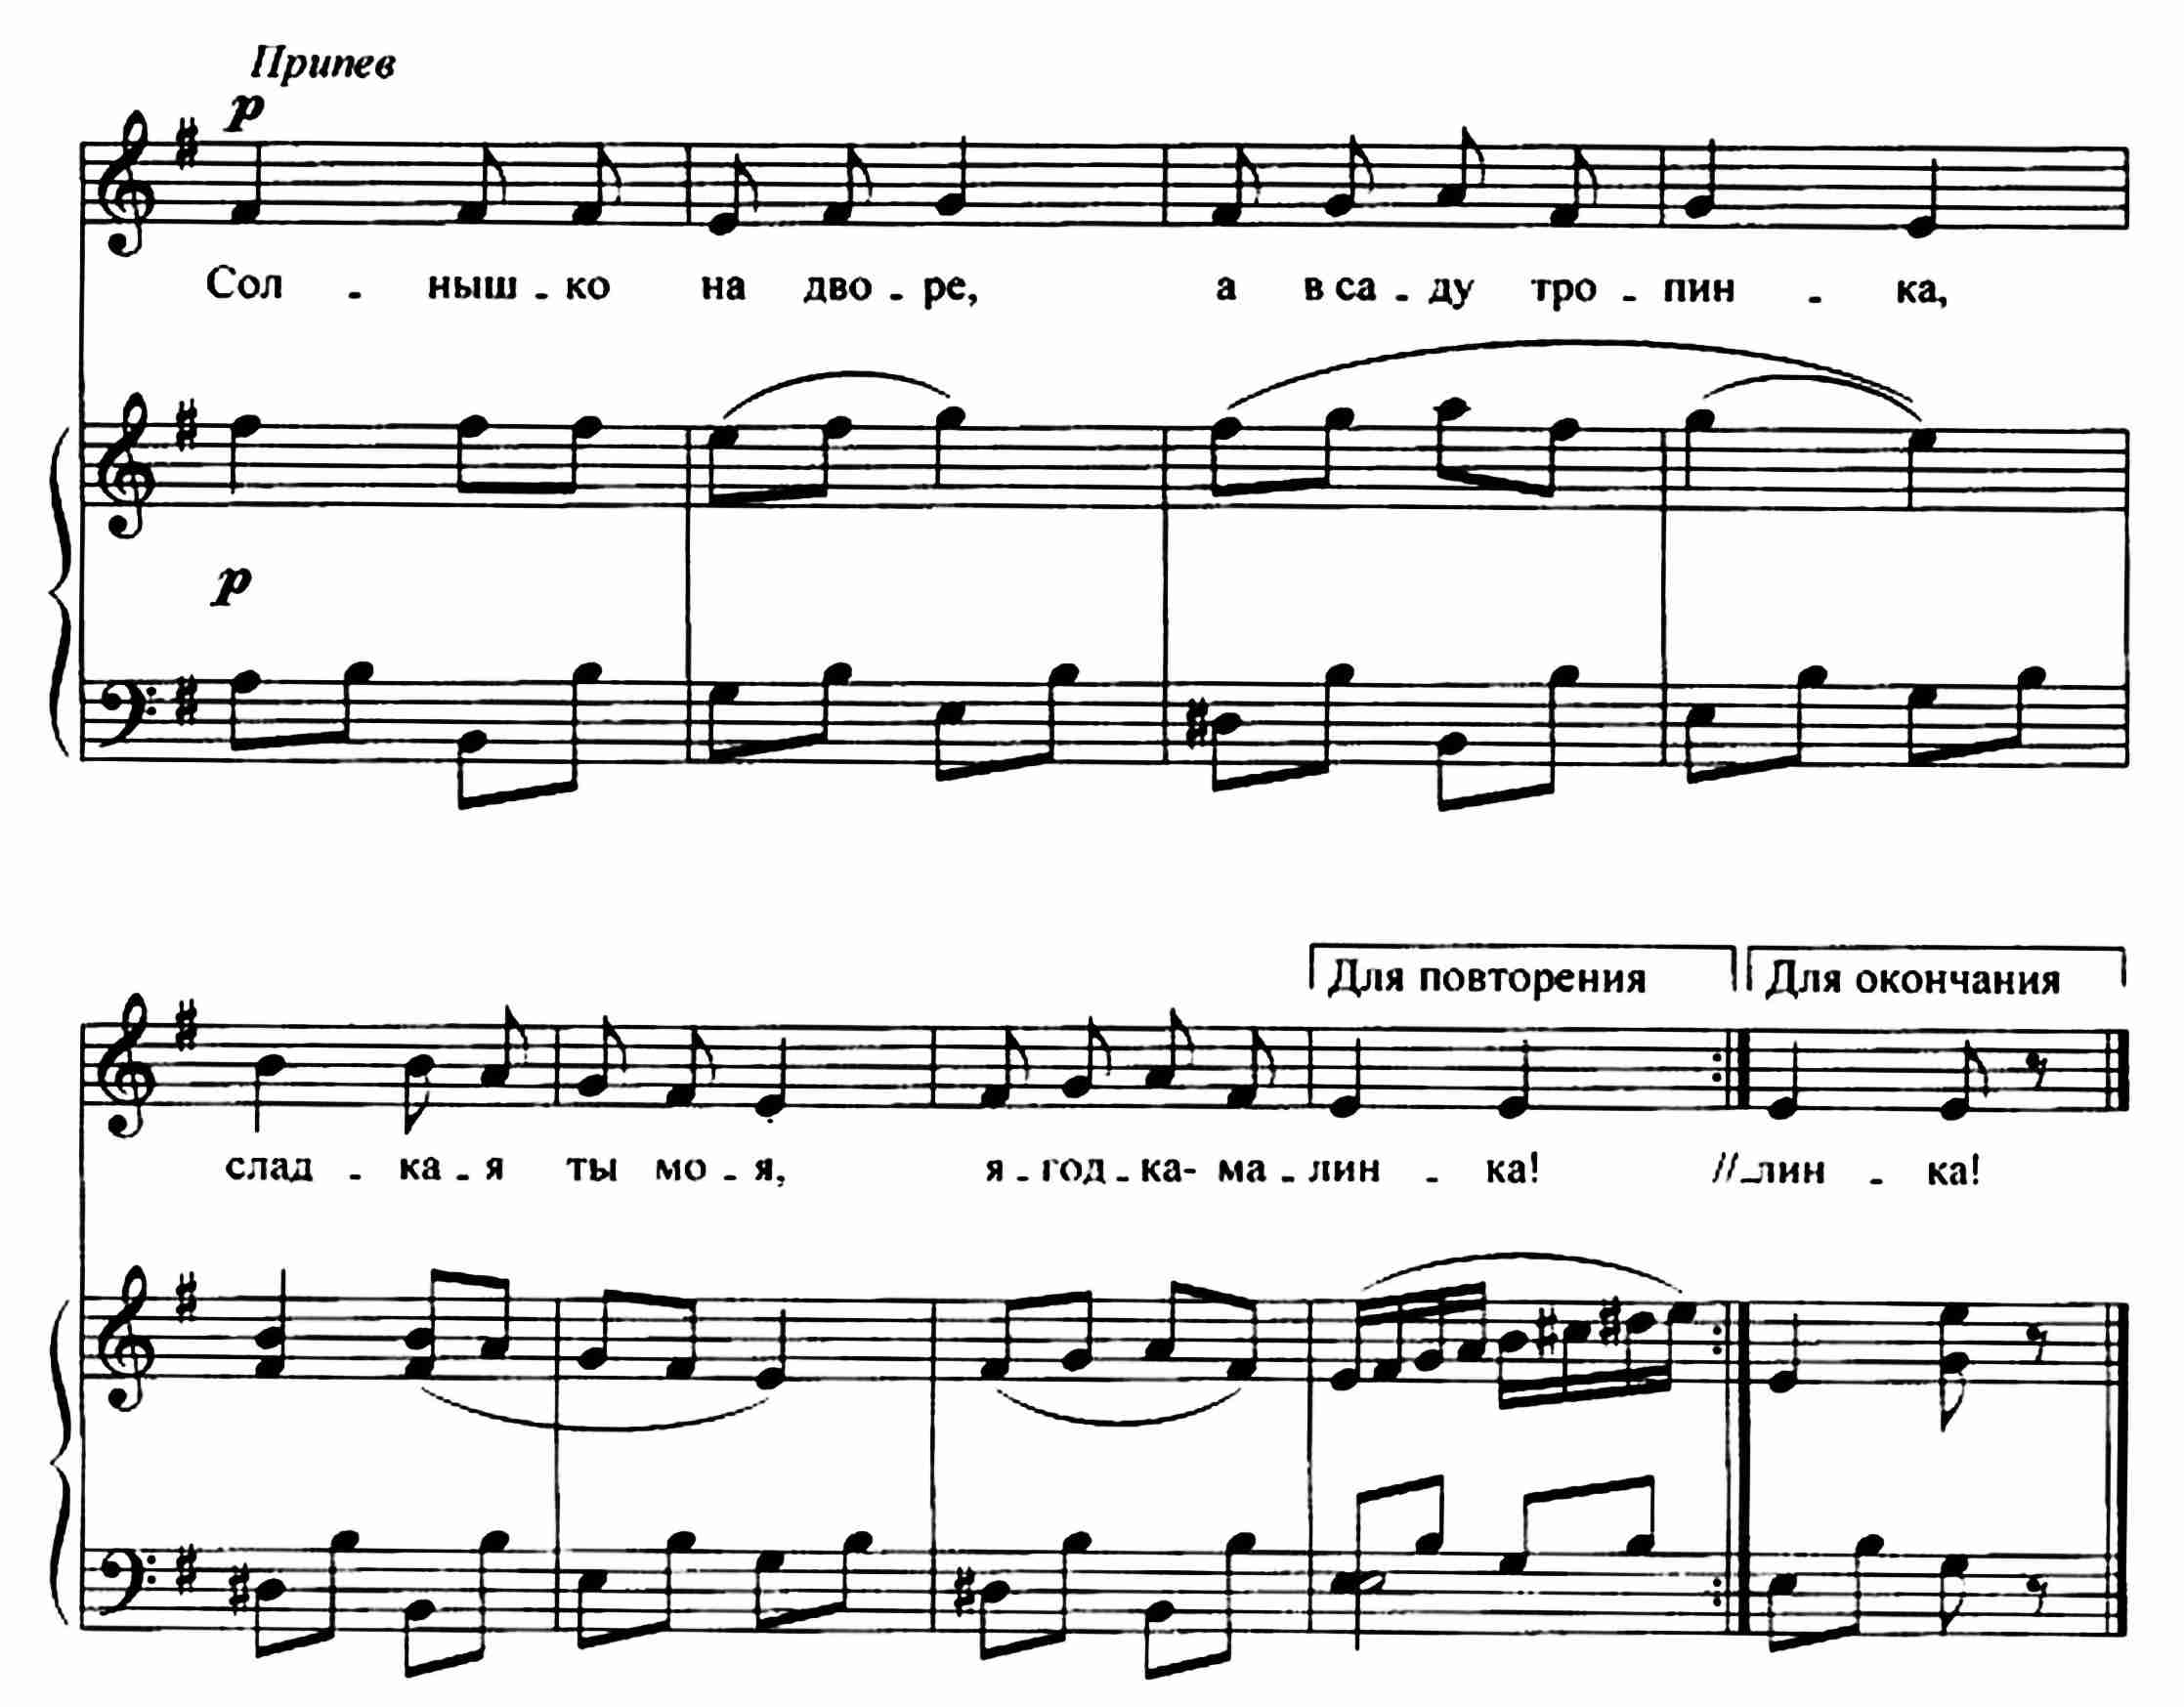 Припев
p
Сол - ныш - ко на дво - ре, а в са - ду тро - пин - ка,
p
Для повторения Для окончания
слад - ка - я ты мо - я, я - год - ка- ма - лин - ка! // - лин - ка!